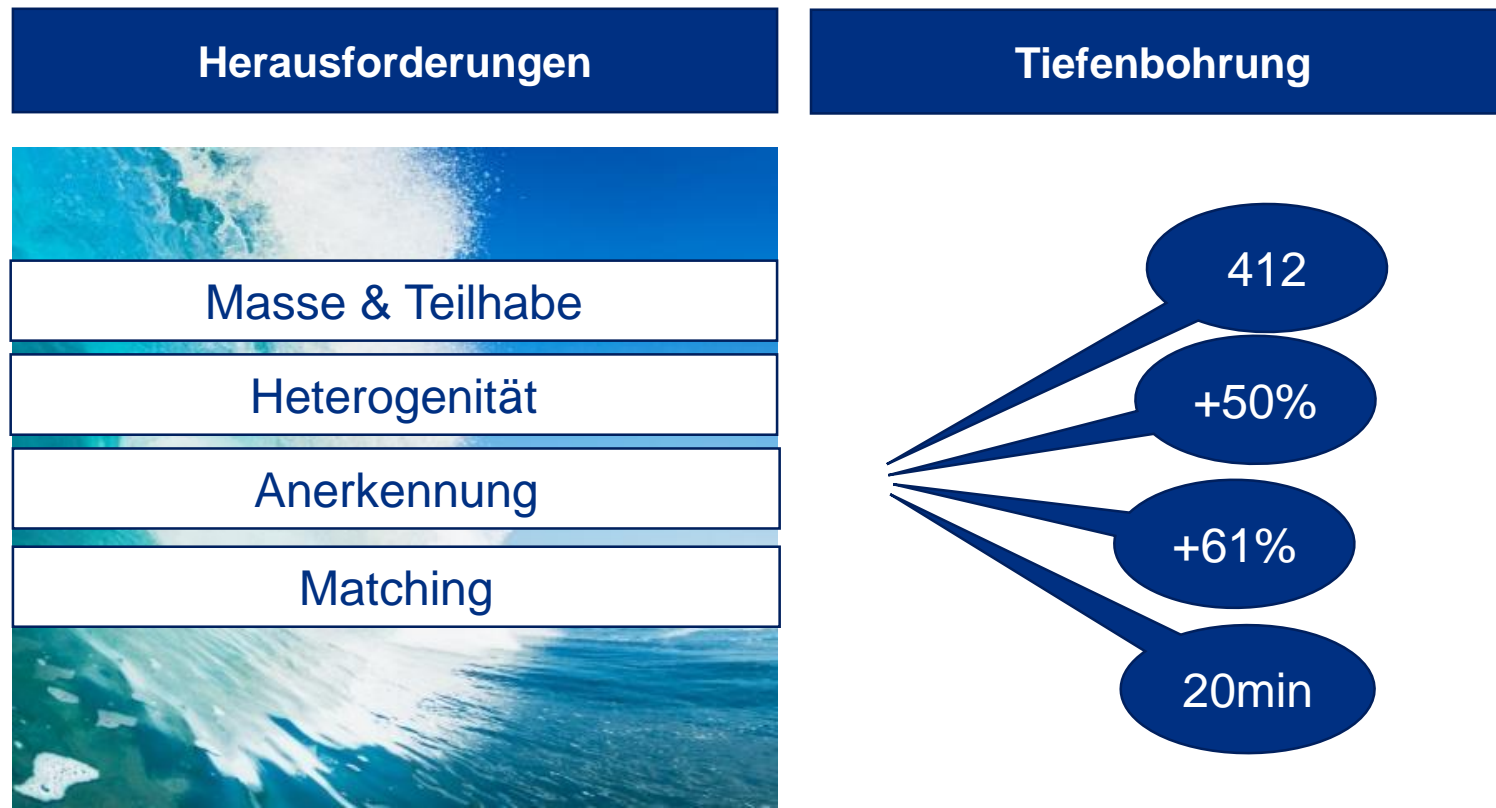 Herausforderungen
Masse & Teilhabe
Heterogenität
Anerkennung
Matching
Tiefenbohrung
412
+50%
+61%
20min